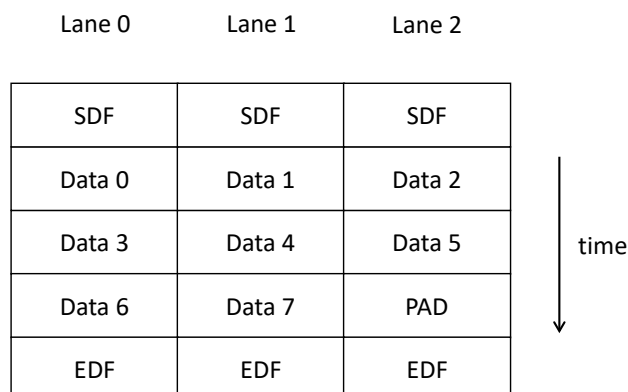 Lane 0 Lane 1 Lane 2
SDF SDF SDF
Data 0 Data 1 Data 2
Data 3 Data 4 Data 5
time
Data 6 Data 7 PAD
EDF EDF EDF